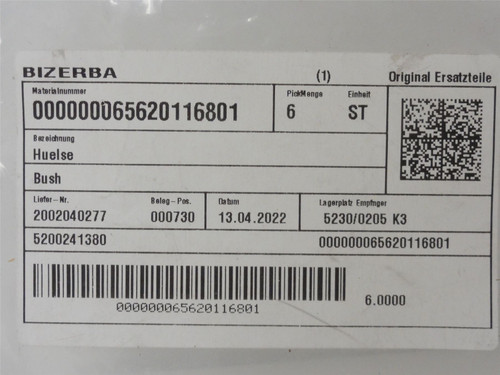 BIZERBA (1) Original Ersatzteile
Materialnummer PickMenge Einheit
000000065620116801 6 ST
Bezeichnung
Huelse
Bush
Liefer-Nr. Beleg-Pos. Datum Lagerplatz Empfnger
2002040277 000730 13.04.2022 5230/0205 K3
5200241380 000000065620116801
6.0000
000000065620116801